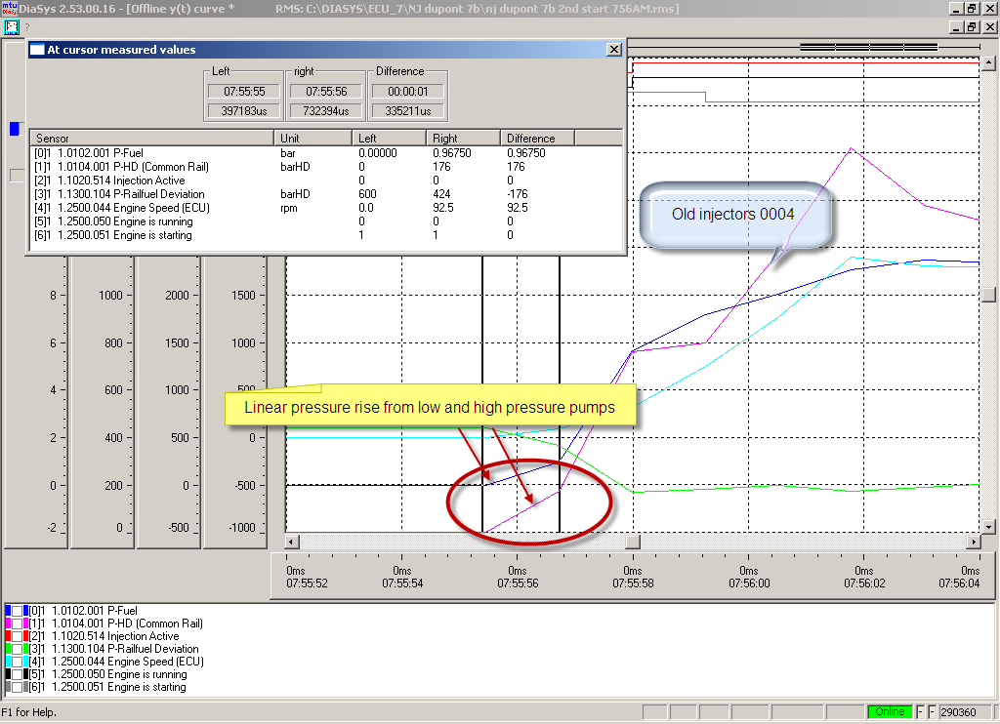 mtu DiaSys 2.53.00.16 - [Offline y(t) curve * RMS: C:\DIASYS\ECU_7\NJ dupont 7b\nj dupont 7b 2nd start 756AM.rms]
?
At cursor measured values
Left right Difference
07:55:55 07:55:56 00:00:01
397183us 732394us 335211us
Sensor Unit Left Right Difference
[0]1 1.0102.001 P-Fuel bar 0.00000 0.96750 0.96750
[1]1 1.0104.001 P-HD (Common Rail) barHD 0 176 176
[2]1 1.1020.514 Injection Active 0 0 0
[3]1 1.1300.104 P-Railfuel Deviation barHD 600 424 -176
[4]1 1.2500.044 Engine Speed (ECU) rpm 0.0 92.5 92.5
[5]1 1.2500.050 Engine is running 0 0 0
[6]1 1.2500.051 Engine is starting 1 1 0
Old injectors 0004
8 1000 2000 1500
6 800 1500 1000
4 600 1000 500
Linear pressure rise from low and high pressure pumps
2 400 500 0
0 200 0 -500
-2 0 -500 -1000
0ms 0ms 0ms 0ms 0ms 0ms 0ms
07:55:52 07:55:54 07:55:56 07:55:58 07:56:00 07:56:02 07:56:04
[0]1 1.0102.001 P-Fuel
[1]1 1.0104.001 P-HD (Common Rail)
[2]1 1.1020.514 Injection Active
[3]1 1.1300.104 P-Railfuel Deviation
[4]1 1.2500.044 Engine Speed (ECU)
[5]1 1.2500.050 Engine is running
[6]1 1.2500.051 Engine is starting
F1 for Help. Online - - 290360